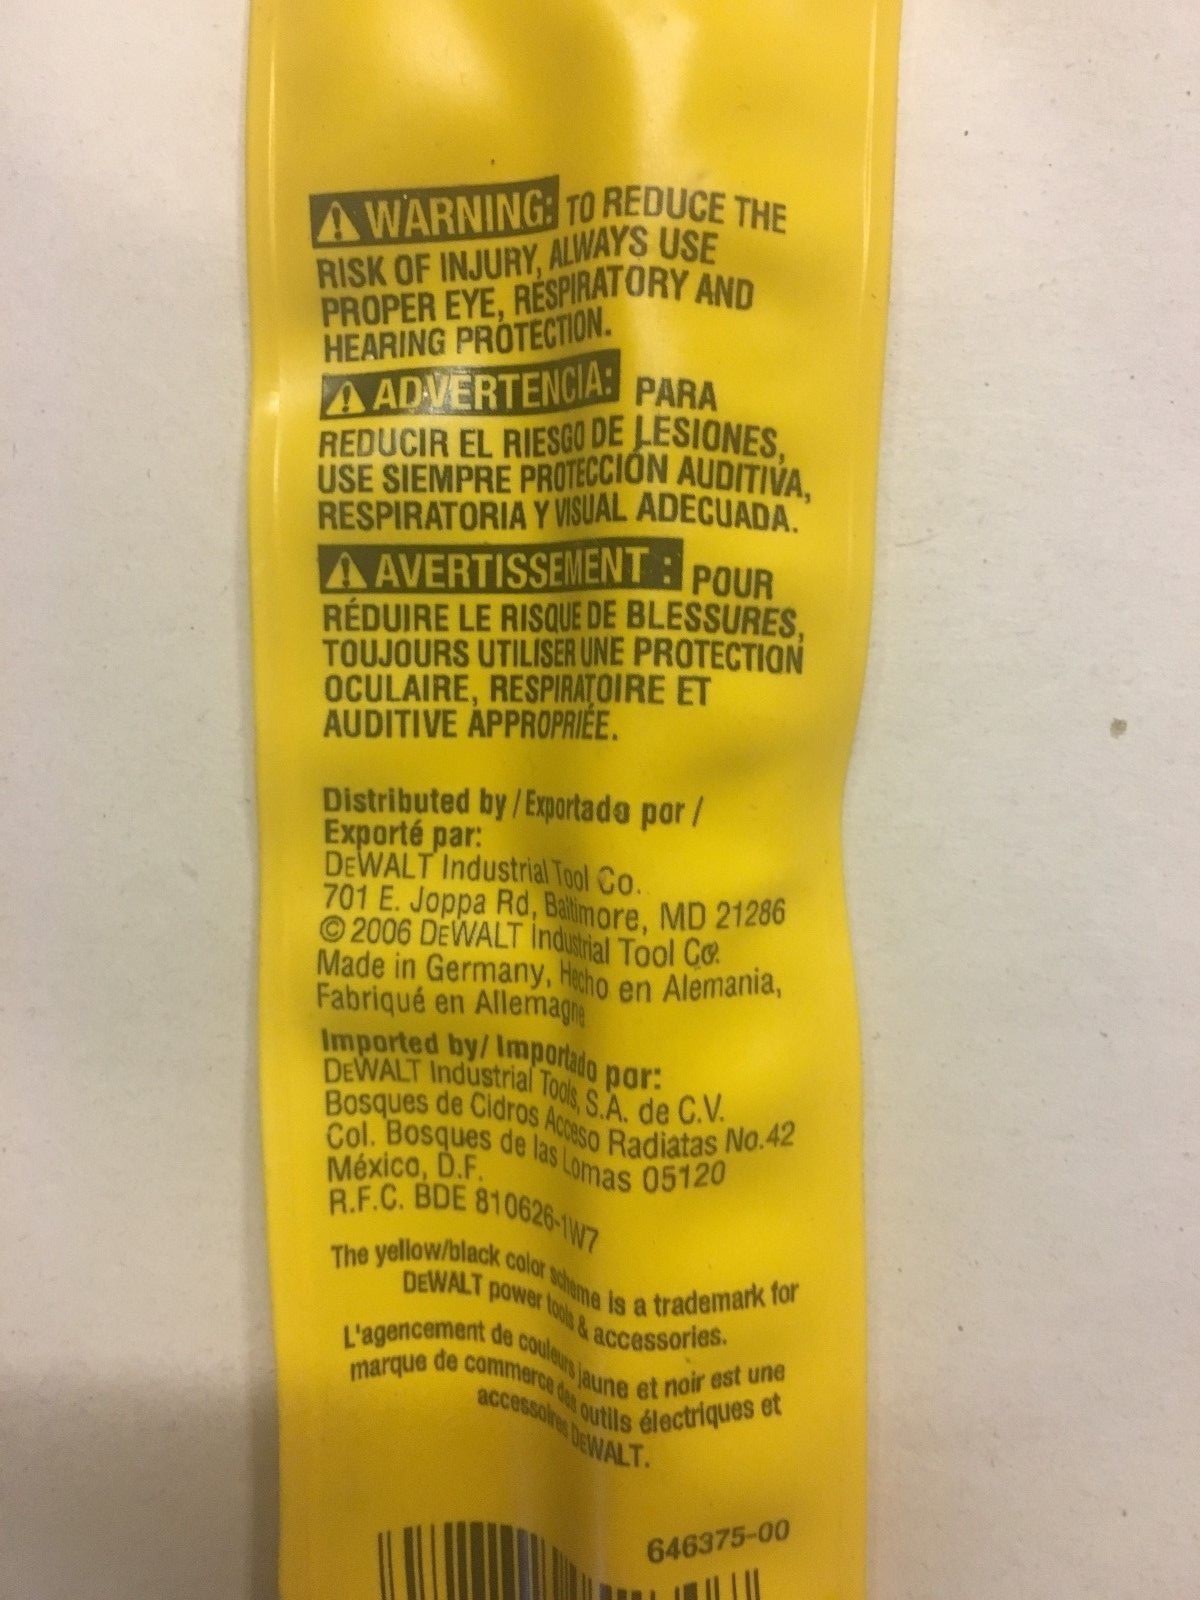 ⚠ WARNING: TO REDUCE THE
RISK OF INJURY, ALWAYS USE
PROPER EYE, RESPIRATORY AND
HEARING PROTECTION.
⚠ ADVERTENCIA: PARA
REDUCIR EL RIESGO DE LESIONES,
USE SIEMPRE PROTECCIÓN AUDITIVA,
RESPIRATORIA Y VISUAL ADECUADA.
⚠ AVERTISSEMENT : POUR
RÉDUIRE LE RISQUE DE BLESSURES,
TOUJOURS UTILISER UNE PROTECTION
OCULAIRE, RESPIRATOIRE ET
AUDITIVE APPROPRIÉE.
Distributed by / Exportado por /
Exporté par:
DEWALT Industrial Tool Co.
701 E. Joppa Rd, Baltimore, MD 21286
© 2006 DEWALT Industrial Tool Co.
Made in Germany, Hecho en Alemania,
Fabriqué en Allemagne
Imported by/ Importado por:
DEWALT Industrial Tools, S.A. de C.V.
Bosques de Cidros Acceso Radiatas No.42
Col. Bosques de las Lomas 05120
México, D.F.
R.F.C. BDE 810626-1W7
The yellow/black color scheme is a trademark for
DEWALT power tools & accessories.
L'agencement de couleurs jaune et noir est une
marque de commerce des outils électriques et
accessoires DEWALT.
646375-00